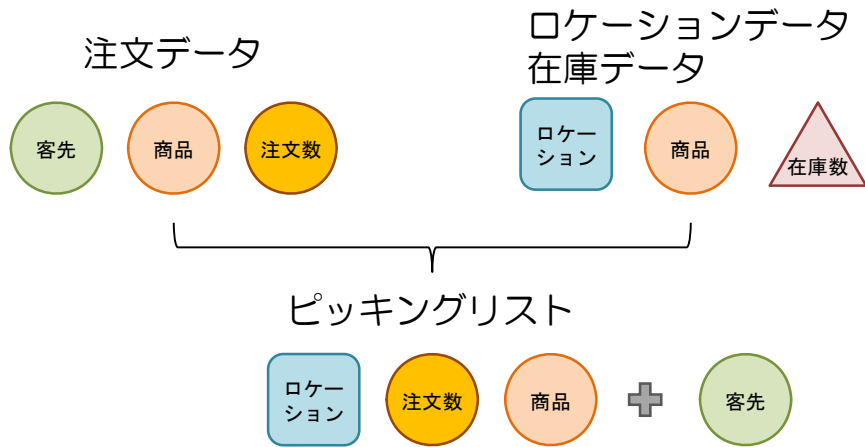 注文データ
ロケーションデータ
在庫データ
客先
商品
注文数
ロケー
ション
商品
在庫数
ピッキングリスト
ロケー
ション
注文数
商品
客先